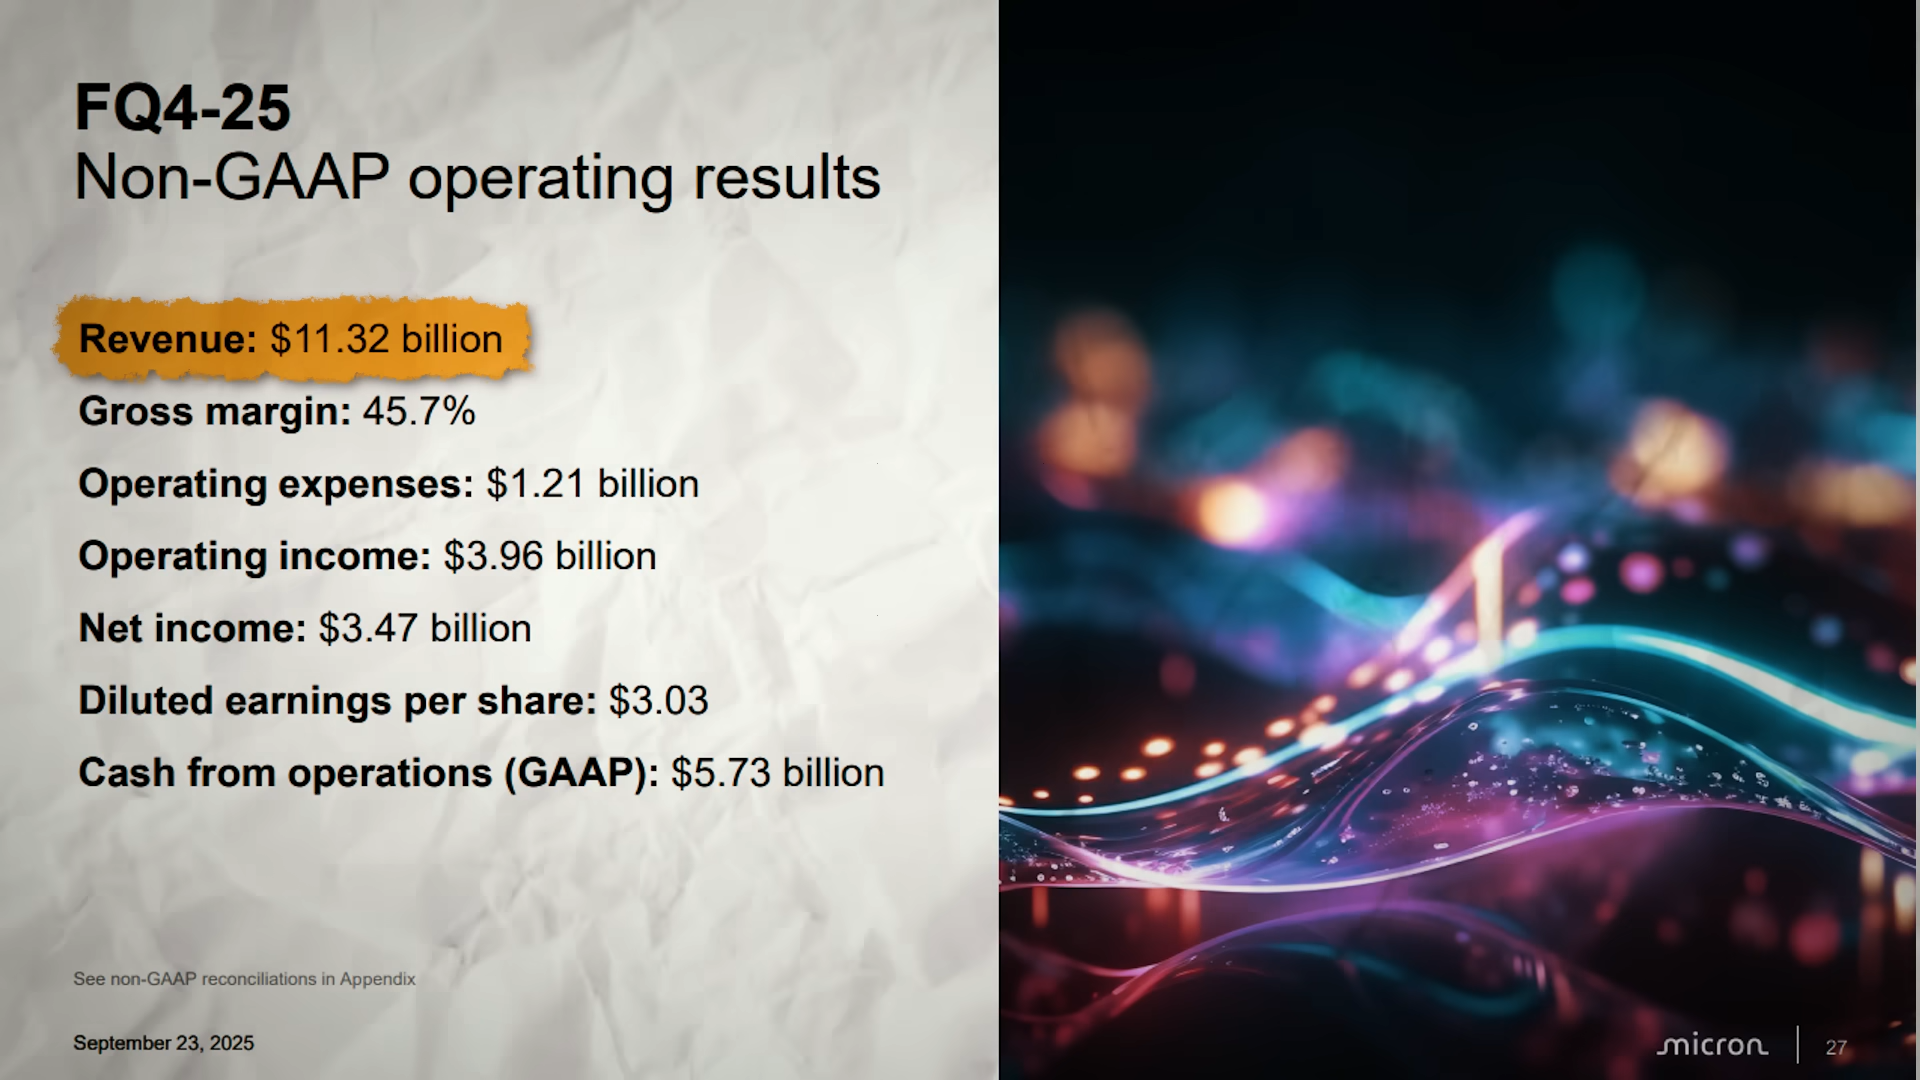 FQ4-25
Non-GAAP operating results
Revenue: $11.32 billion
Gross margin: 45.7%
Operating expenses: $1.21 billion
Operating income: $3.96 billion
Net income: $3.47 billion
Diluted earnings per share: $3.03
Cash from operations (GAAP): $5.73 billion
See non-GAAP reconciliations in Appendix
September 23, 2025
micron
27